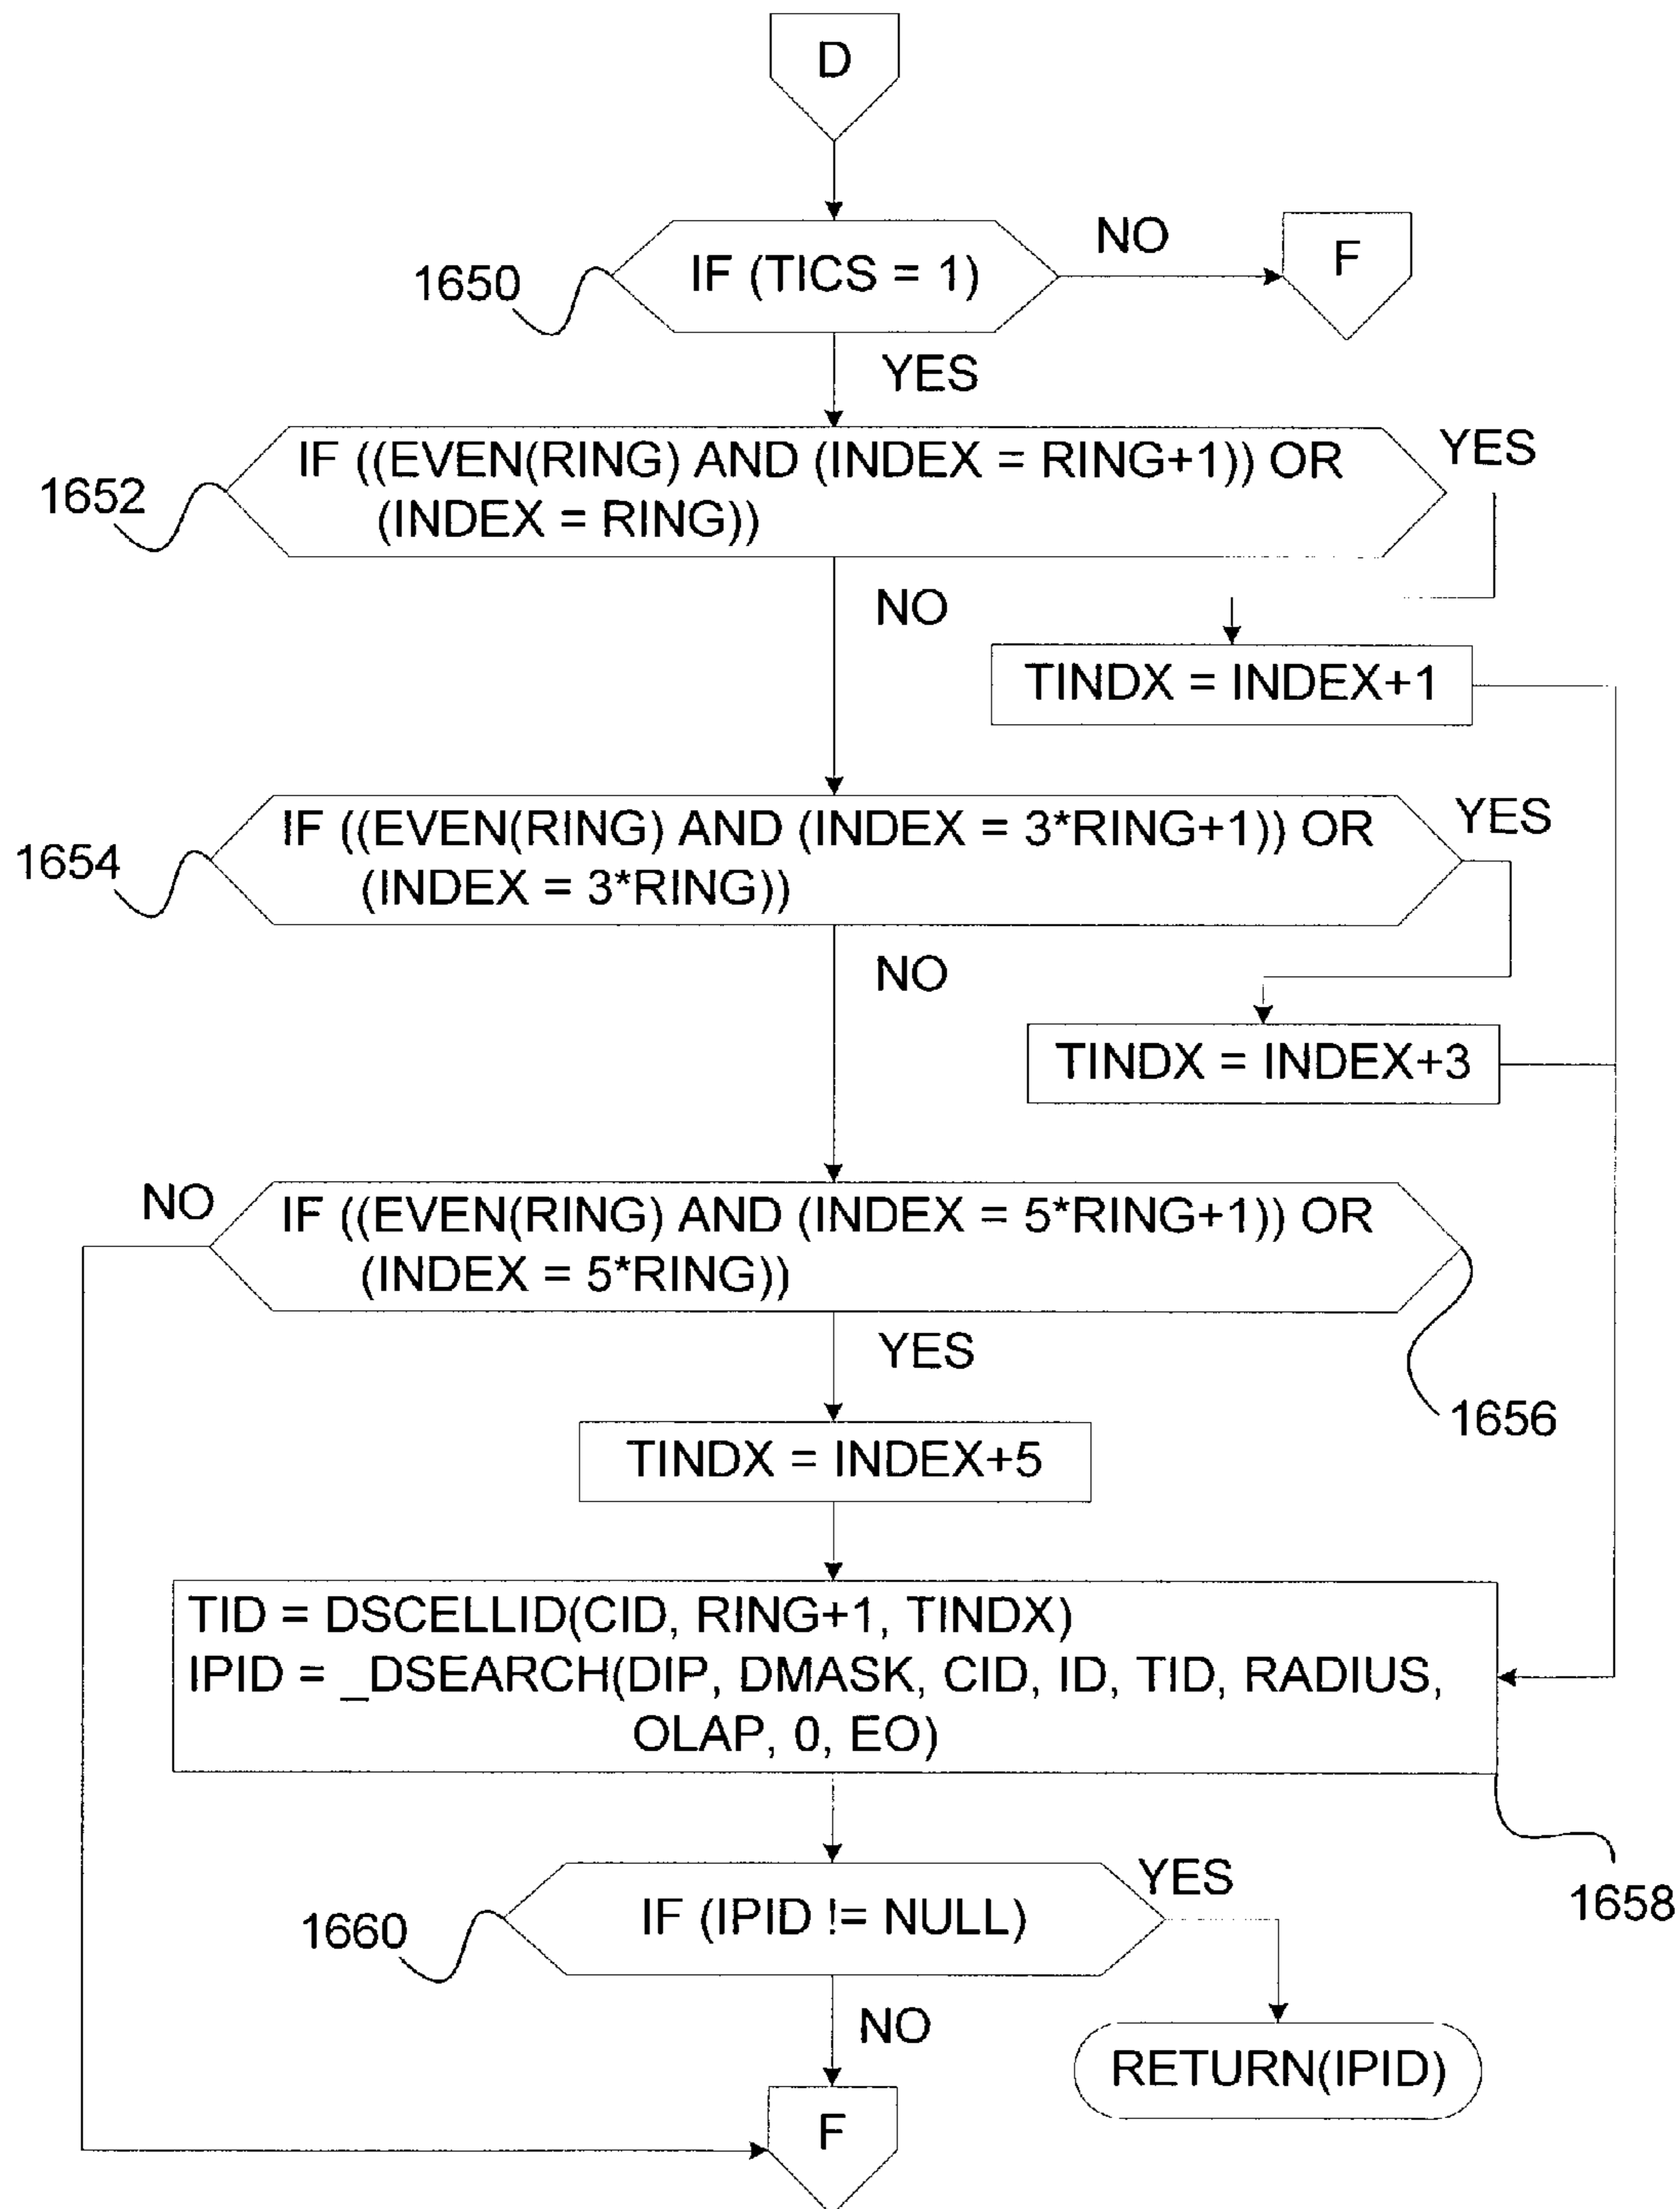 D
IF (TICS = 1)
NO
F
1650
YES
IF ((EVEN(RING) AND (INDEX = RING+1)) OR
(INDEX = RING))
YES
1652
NO
TINDX = INDEX+1
IF ((EVEN(RING) AND (INDEX = 3*RING+1)) OR
(INDEX = 3*RING))
YES
1654
NO
TINDX = INDEX+3
NO
IF ((EVEN(RING) AND (INDEX = 5*RING+1)) OR
(INDEX = 5*RING))
YES
1656
TINDX = INDEX+5
TID = DSCELLID(CID, RING+1, TINDX)
IPID = _DSEARCH(DIP, DMASK, CID, ID, TID, RADIUS,
OLAP, 0, EO)
1658
IF (IPID != NULL)
YES
1660
NO
RETURN(IPID)
F